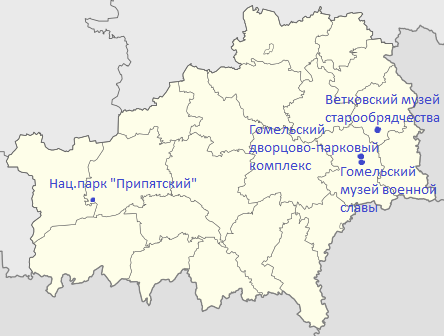 Ветковский музей
старообрядчества
Гомельский
дворцово-парковый
комплекс
Гомельский
музей военной
славы
Нац.парк "Припятский"